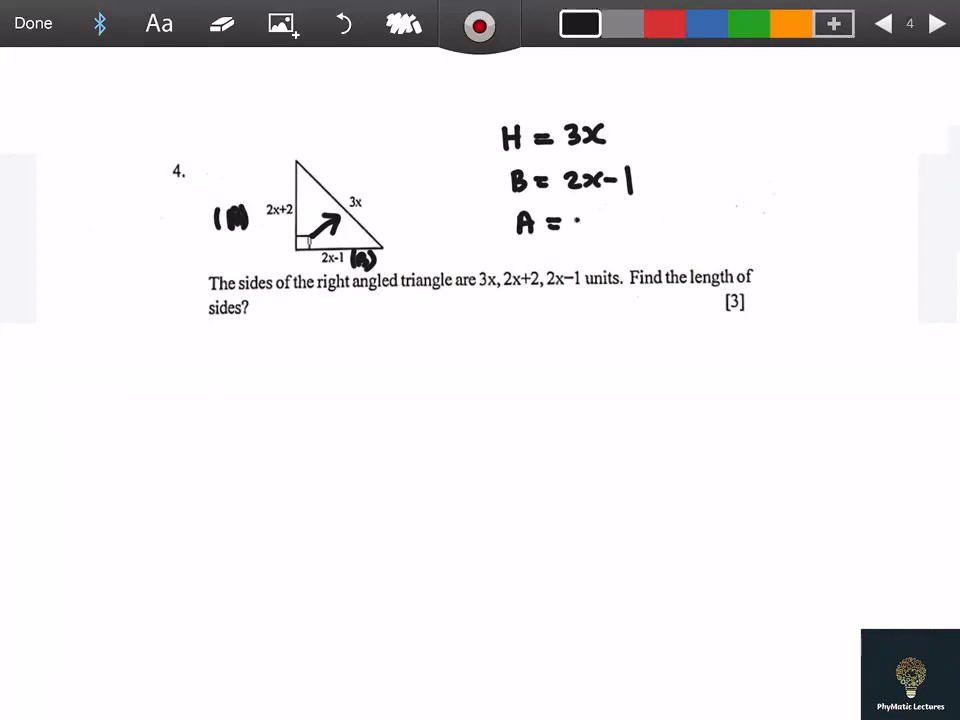 Done Aa 4
H = 3x
B = 2x-1
A =
4.
2x+2
3x
2x-1 (B)
The sides of the right angled triangle are 3x, 2x+2, 2x−1 units. Find the length of
sides? [3]
PhyMatic Lectures